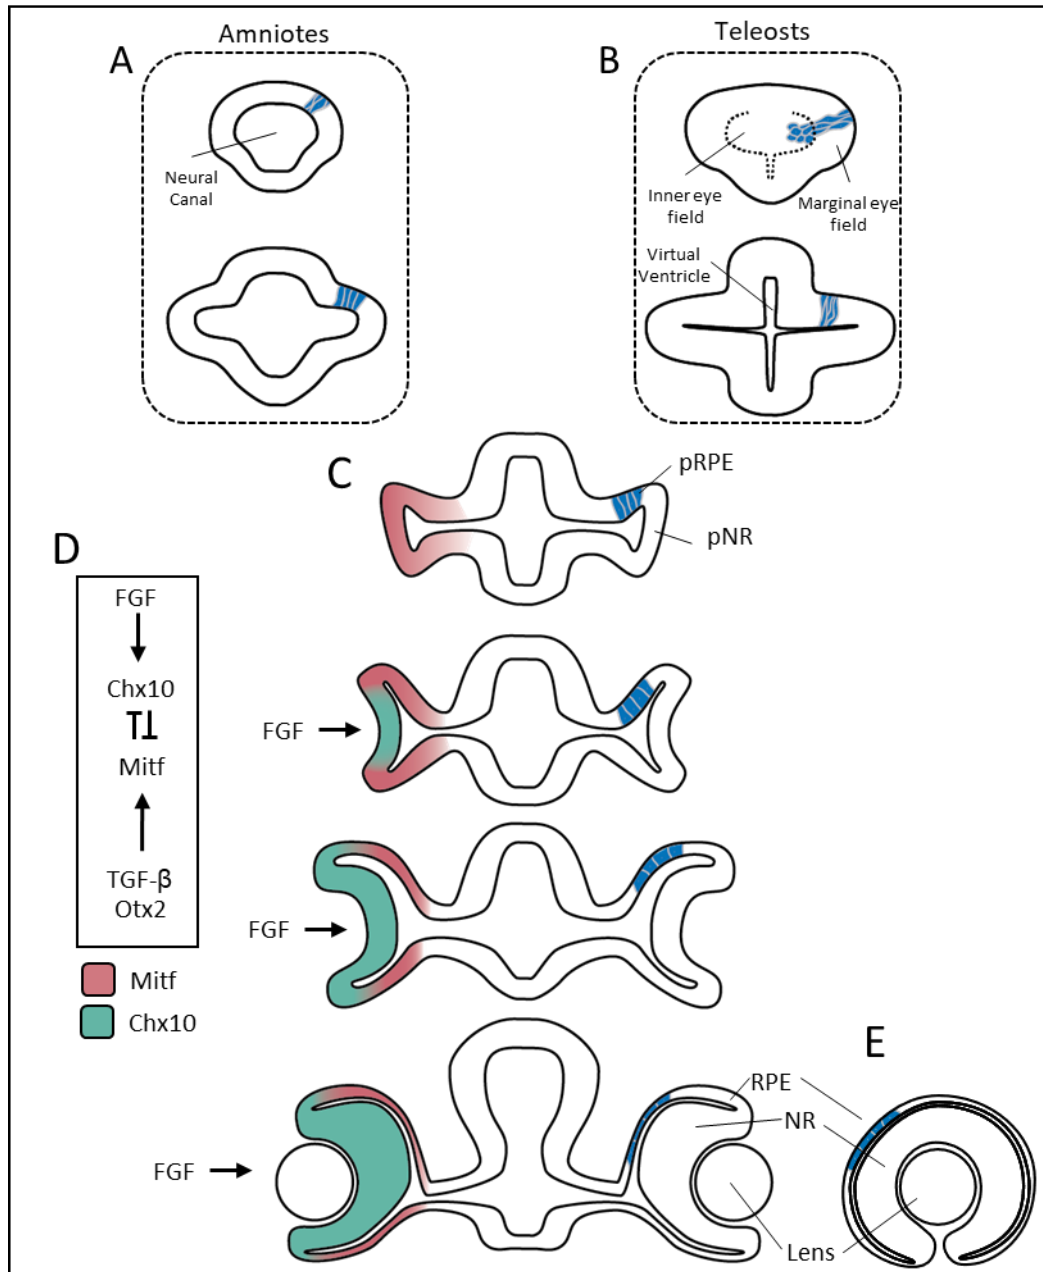 Amniotes
Teleosts
A
B
Neural
Canal
Inner eye
field
Marginal eye
field
Virtual
Ventricle
C
pRPE
pNR
D
FGF
Chx10
Mitf
TGF-β
Otx2
FGF
FGF
Mitf
Chx10
E
RPE
NR
FGF
Lens